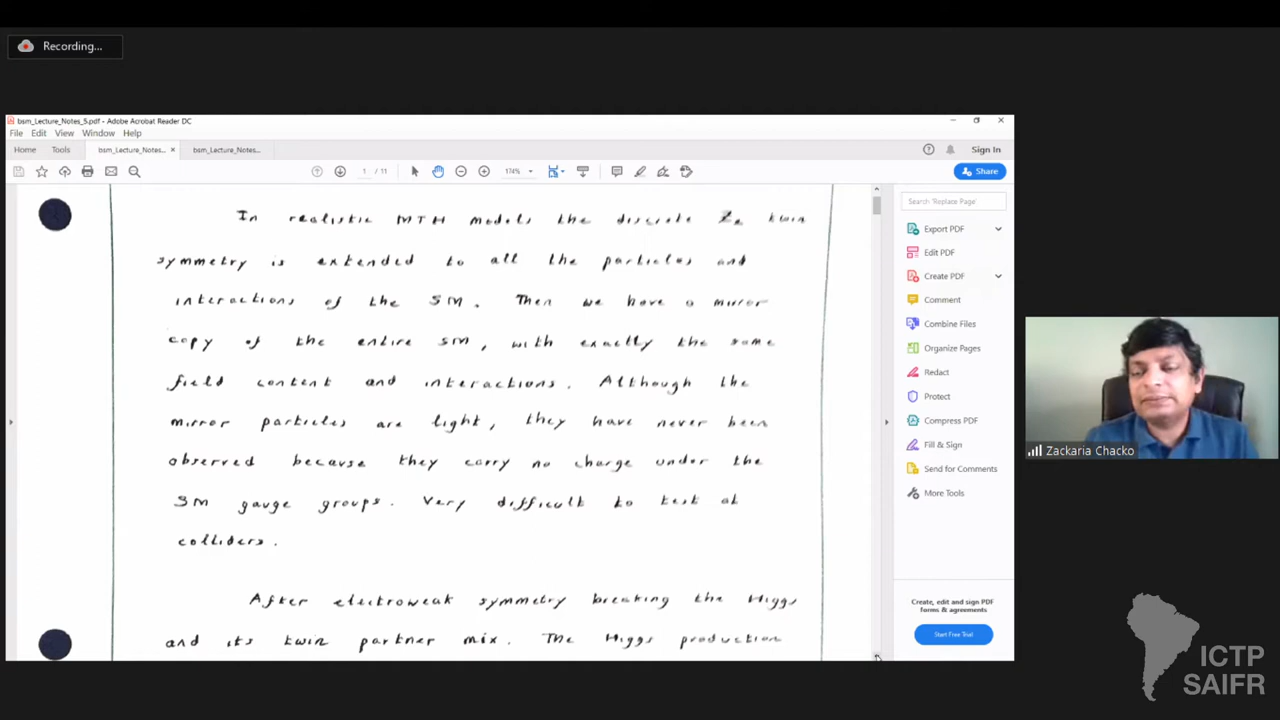 Recording...
bsm_Lecture_Notes_5.pdf - Adobe Acrobat Reader DC
File Edit View Window Help
Home Tools bsm_Lecture_Notes... × bsm_Lecture_Notes... Sign In
1 / 11 174% Share
In realistic MTH models the discrete Z2 twin
symmetry is extended to all the particles and
interactions of the SM. Then we have a mirror
copy of the entire SM, with exactly the same
field content and interactions. Although the
mirror particles are light, they have never been
observed because they carry no charge under the
SM gauge groups. Very difficult to test at
colliders.
After electroweak symmetry breaking the Higgs
and its twin partner mix. The Higgs production
Search 'Replace Page'
Export PDF
Edit PDF
Create PDF
Comment
Combine Files
Organize Pages
Redact
Protect
Compress PDF
Fill & Sign
Send for Comments
More Tools
Create, edit and sign PDF
forms & agreements
Start Free Trial
Zackaria Chacko
ICTP
SAIFR